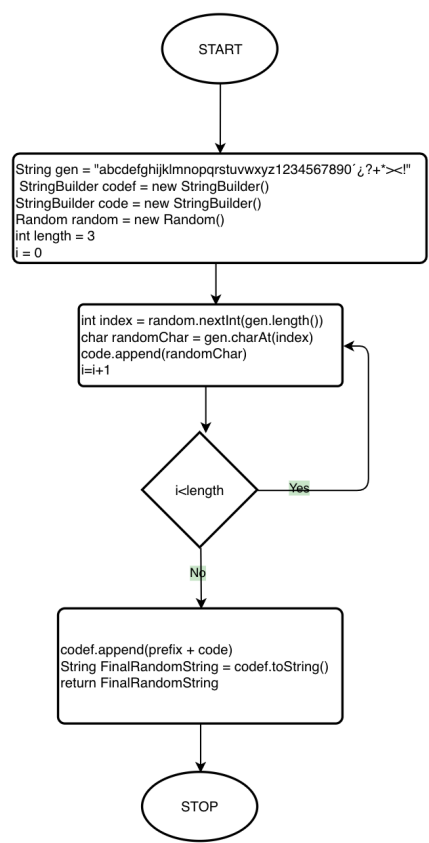 START
String gen = "abcdefghijklmnopqrstuvwxyz1234567890´¿?+*><!"
StringBuilder codef = new StringBuilder()
StringBuilder code = new StringBuilder()
Random random = new Random()
int length = 3
i = 0
int index = random.nextInt(gen.length())
char randomChar = gen.charAt(index)
code.append(randomChar)
i=i+1
i<length
Yes
No
codef.append(prefix + code)
String FinalRandomString = codef.toString()
return FinalRandomString
STOP